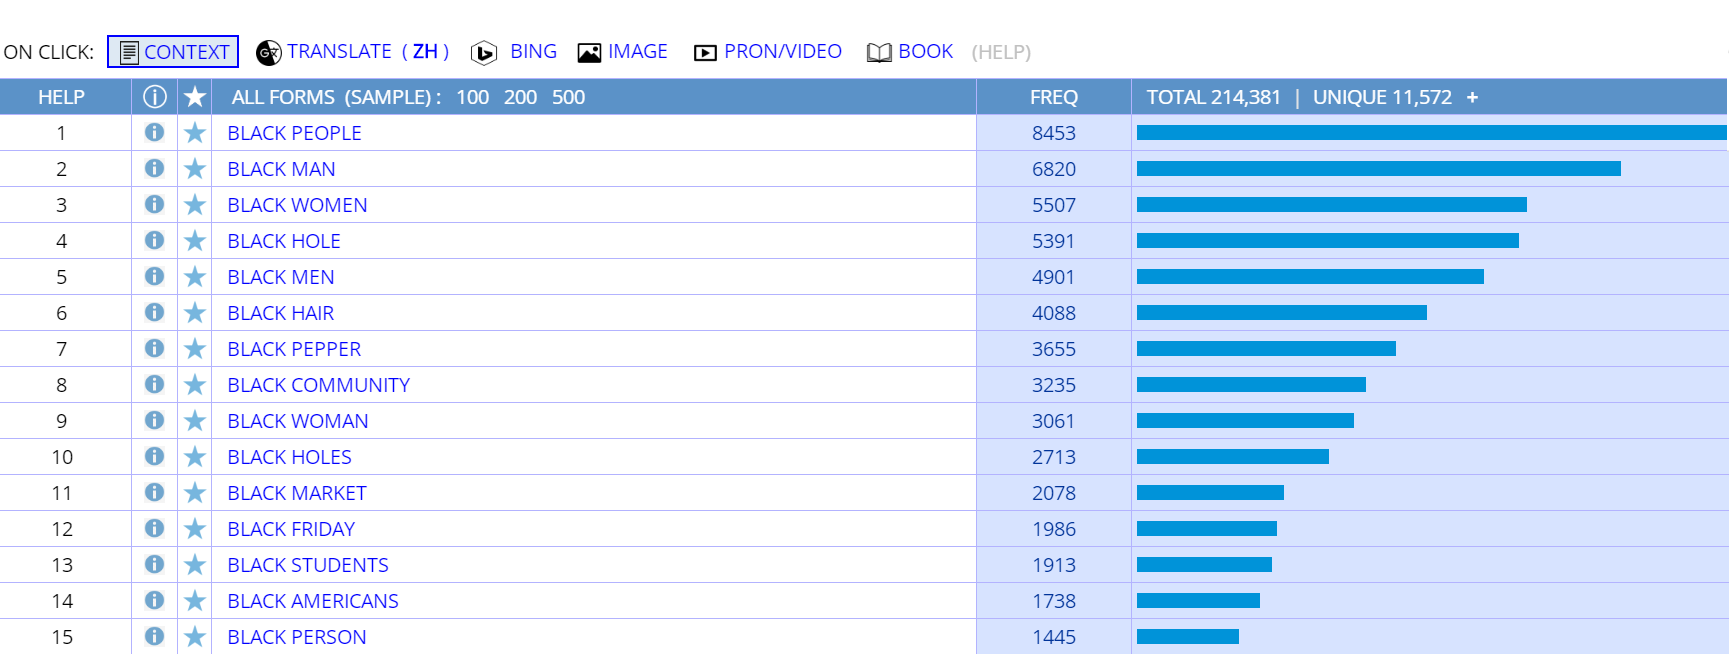 ON CLICK: CONTEXT TRANSLATE ( ZH ) BING IMAGE PRON/VIDEO BOOK (HELP)
HELP ALL FORMS (SAMPLE) : 100 200 500 FREQ TOTAL 214,381 | UNIQUE 11,572 +
1 BLACK PEOPLE 8453
2 BLACK MAN 6820
3 BLACK WOMEN 5507
4 BLACK HOLE 5391
5 BLACK MEN 4901
6 BLACK HAIR 4088
7 BLACK PEPPER 3655
8 BLACK COMMUNITY 3235
9 BLACK WOMAN 3061
10 BLACK HOLES 2713
11 BLACK MARKET 2078
12 BLACK FRIDAY 1986
13 BLACK STUDENTS 1913
14 BLACK AMERICANS 1738
15 BLACK PERSON 1445